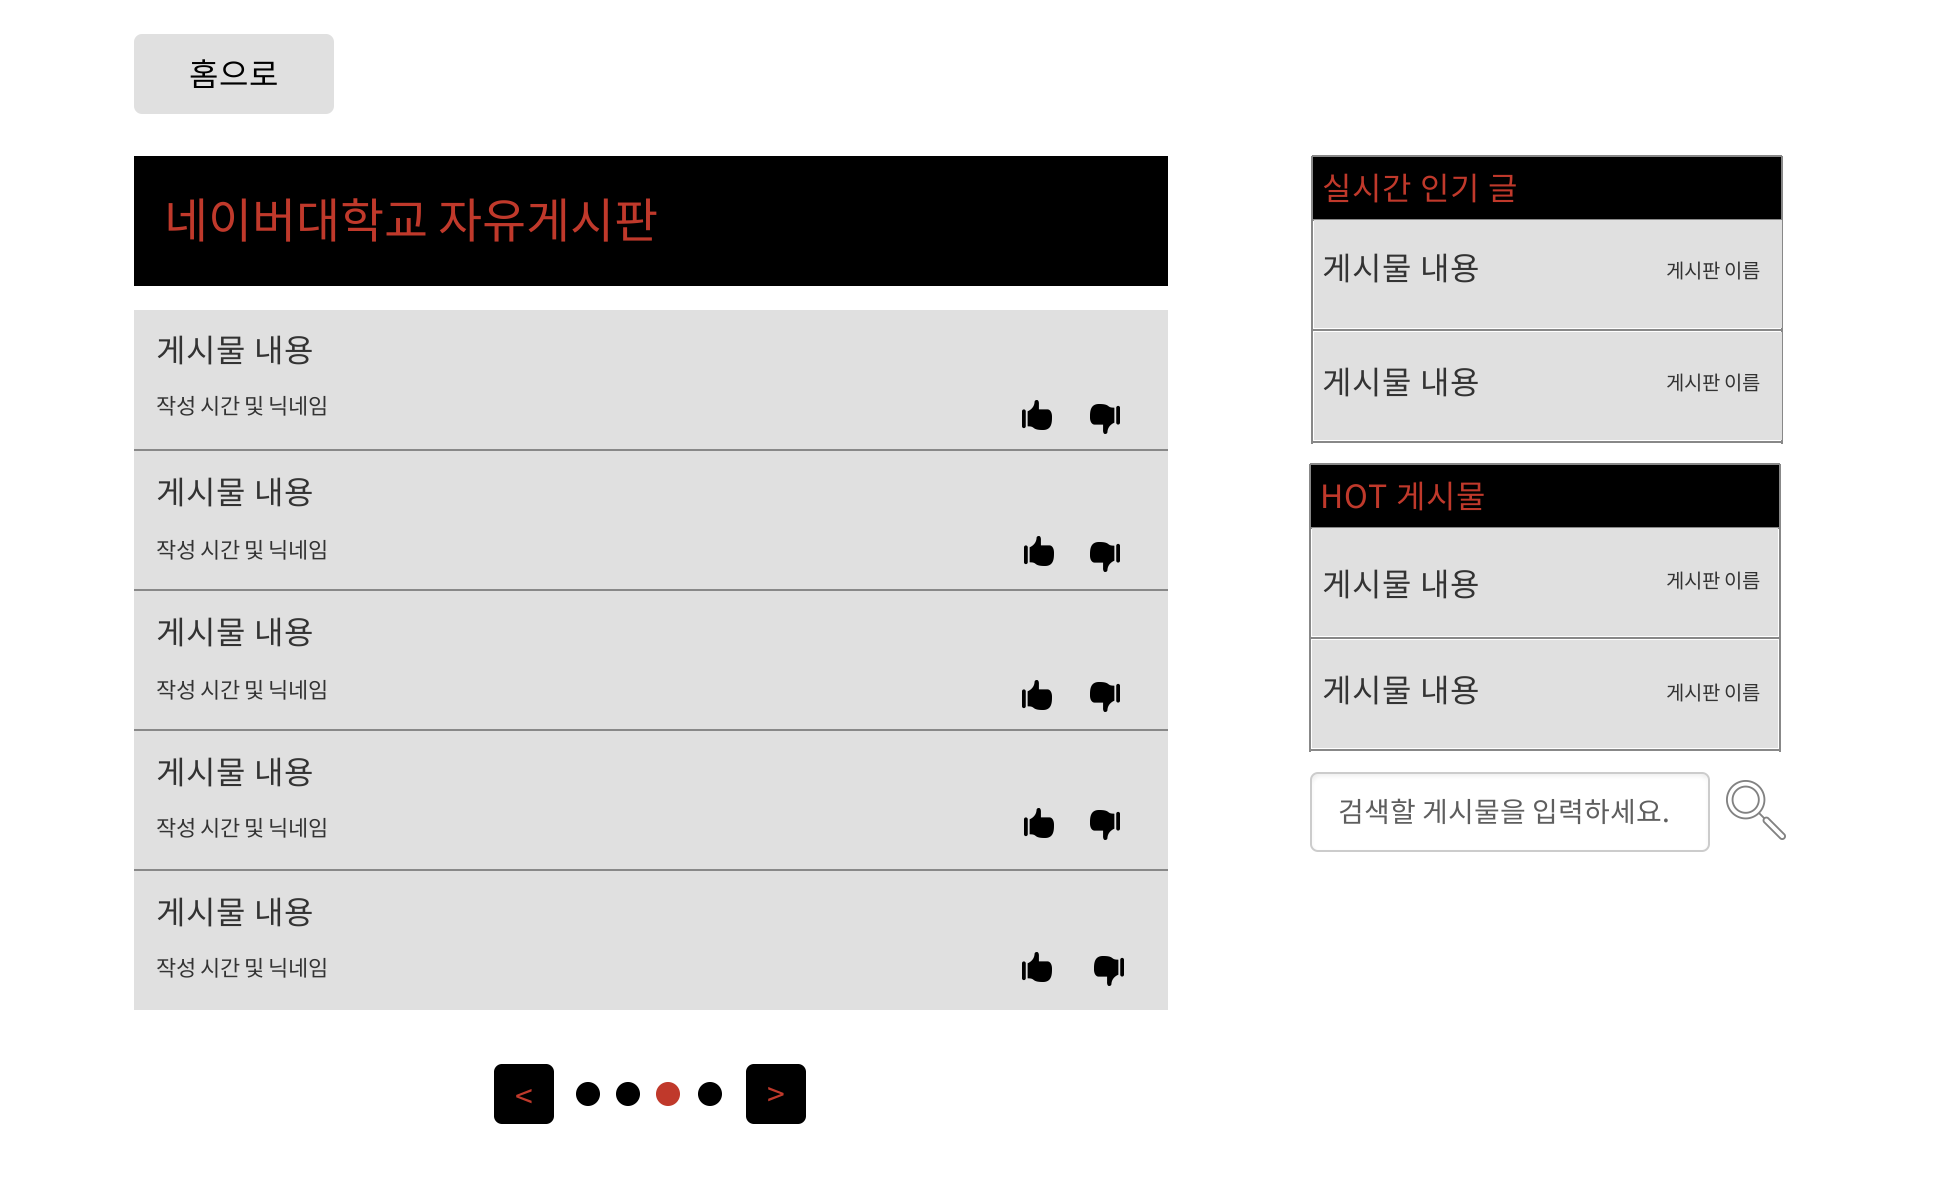 홈으로
네이버대학교 자유게시판
게시물 내용
작성 시간 및 닉네임
게시물 내용
작성 시간 및 닉네임
게시물 내용
작성 시간 및 닉네임
게시물 내용
작성 시간 및 닉네임
게시물 내용
작성 시간 및 닉네임
< >
실시간 인기 글
게시물 내용 게시판 이름
게시물 내용 게시판 이름
HOT 게시물
게시물 내용 게시판 이름
게시물 내용 게시판 이름
검색할 게시물을 입력하세요.